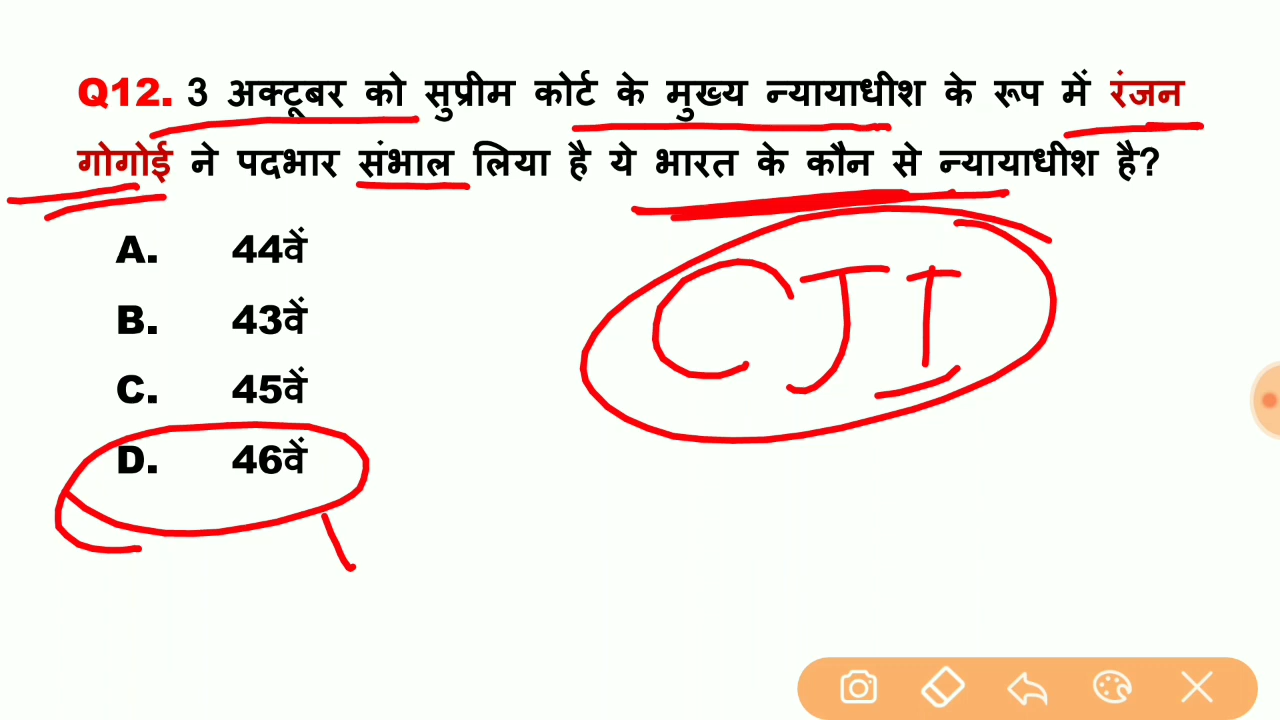 Q12. 3 अक्टूबर को सुप्रीम कोर्ट के मुख्य न्यायाधीश के रूप में रंजन
गोगोई ने पदभार संभाल लिया है ये भारत के कौन से न्यायाधीश है?
A. 44वें
B. 43वें
C. 45वें
D. 46वें
CJI